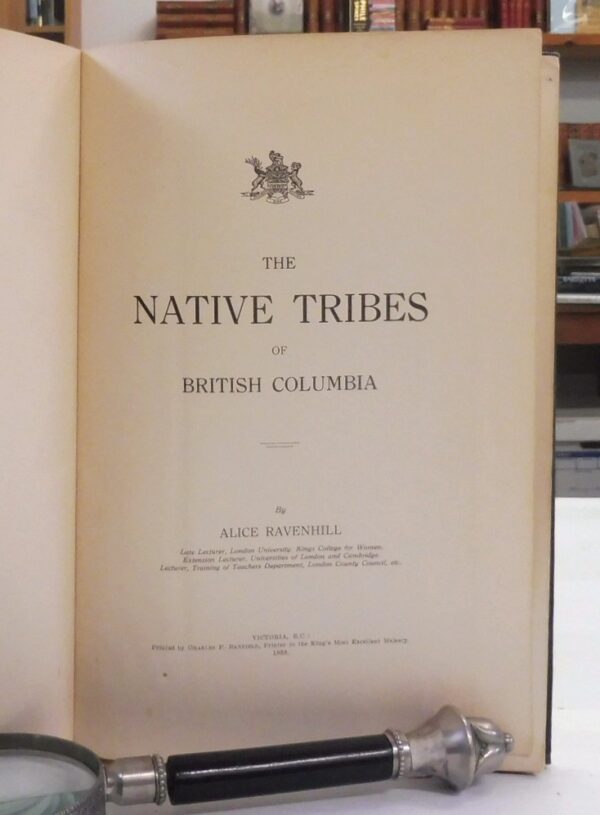 THE
NATIVE TRIBES
OF
BRITISH COLUMBIA
By
ALICE RAVENHILL
Late Lecturer, London University, Kings College for Women.
Extension Lecturer, Universities of London and Cambridge.
Lecturer, Training of Teachers Department, London County Council, etc.
VICTORIA, B.C.:
Printed by CHARLES F. BANFIELD, Printer to the King's Most Excellent Majesty.
1938.